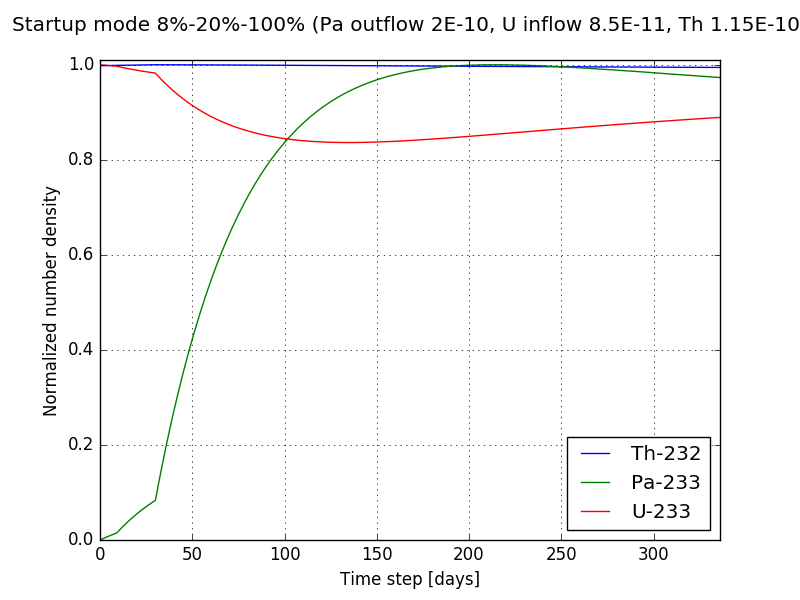 Startup mode 8%-20%-100% (Pa outflow 2E-10, U inflow 8.5E-11, Th 1.15E-10
1.0
0.8
0.6
0.4
0.2
0.0
Normalized number density
Th-232
Pa-233
U-233
0 50 100 150 200 250 300
Time step [days]